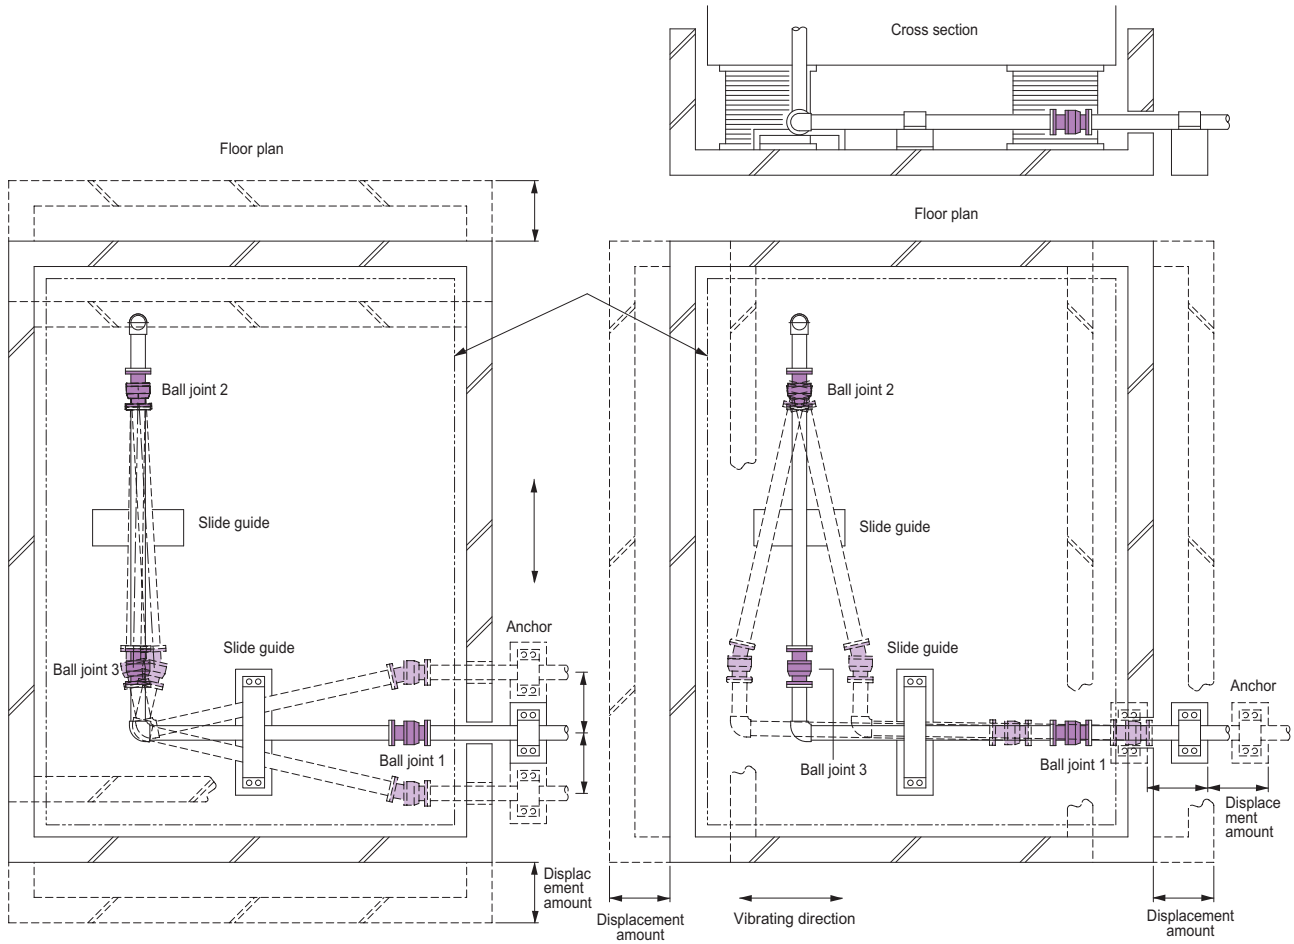 Cross section
Floor plan
Ball joint 2
Slide guide
Slide guide
Anchor
Ball joint 3
Ball joint 1
Displac
ement
amount
Floor plan
Ball joint 2
Slide guide
Slide guide
Anchor
Ball joint 3
Ball joint 1
Displace
ment
amount
Displacement
amount
Vibrating direction
Displacement
amount